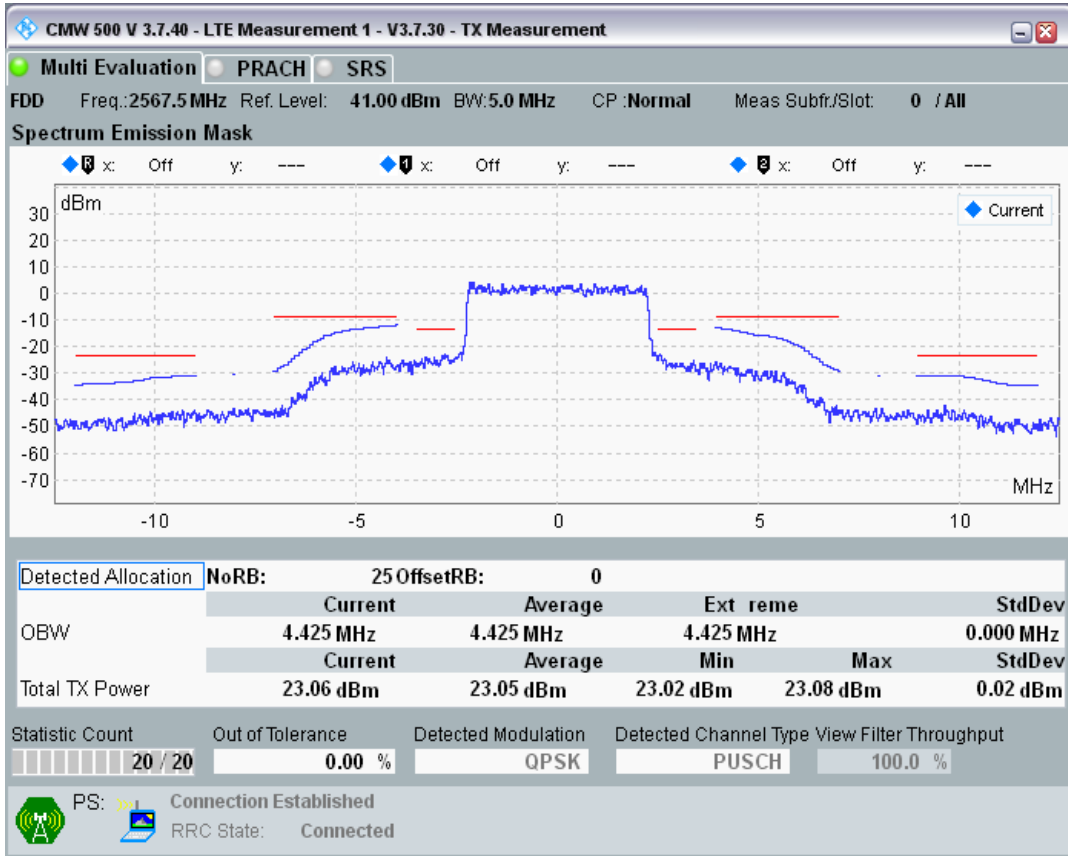 CMW 500 V 3.7.40 - LTE Measurement 1 - V3.7.30 - TX Measurement
Multi Evaluation PRACH SRS
FDD Freq.:2567.5 MHz Ref. Level: 41.00 dBm BW:5.0 MHz CP :Normal Meas Subfr./Slot: 0 / All
Spectrum Emission Mask
R x: Off y: --- 1 x: Off y: --- 2 x: Off y: ---
dBm
Current
30
20
10
0
-10
-20
-30
-40
-50
-60
-70
MHz
-10 -5 0 5 10
Detected Allocation NoRB: 25 OffsetRB: 0
Current Average Ext reme StdDev
OBW 4.425 MHz 4.425 MHz 4.425 MHz 0.000 MHz
Current Average Min Max StdDev
Total TX Power 23.06 dBm 23.05 dBm 23.02 dBm 23.08 dBm 0.02 dBm
Statistic Count Out of Tolerance Detected Modulation Detected Channel Type View Filter Throughput
20 / 20 0.00 % QPSK PUSCH 100.0 %
PS: Connection Established
RRC State: Connected